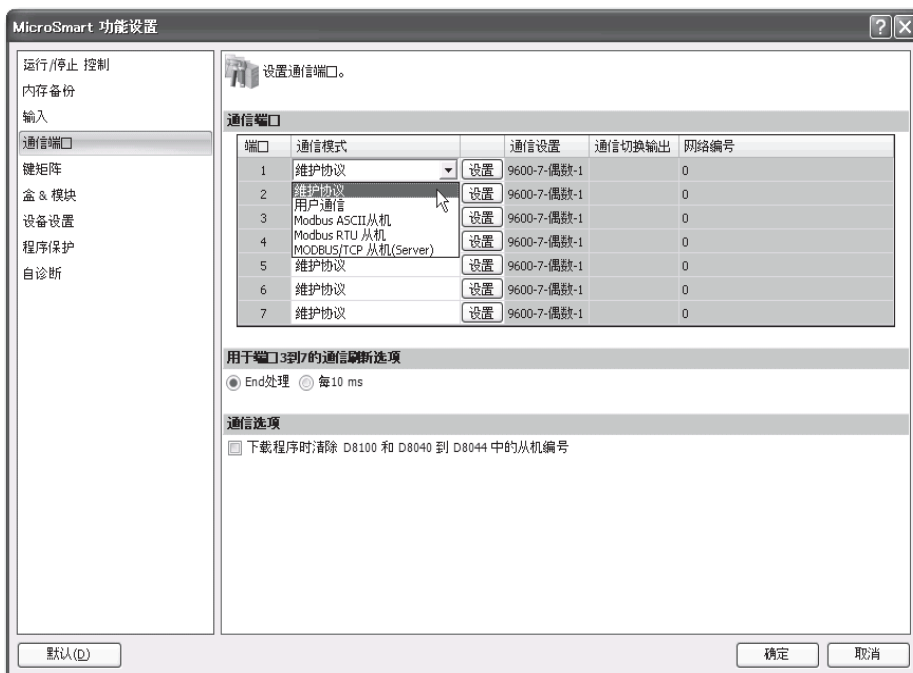 MicroSmart 功能设置
运行/停止 控制
内存备份
输入
通信端口
键矩阵
盒 & 模块
设备设置
程序保护
自诊断
设置通信端口。
通信端口
端口 通信模式 通信设置 通信切换输出 网络编号
1 维护协议 设置 9600-7-偶数-1 0
2 设置 9600-7-偶数-1 0
3 设置 9600-7-偶数-1 0
4 设置 9600-7-偶数-1 0
维护协议
用户通信
Modbus ASCII从机
Modbus RTU 从机
MODBUS/TCP 从机(Server)
5 维护协议 设置 9600-7-偶数-1 0
6 维护协议 设置 9600-7-偶数-1 0
7 维护协议 设置 9600-7-偶数-1 0
用于端口3到7的通信刷新选项
End处理 每10 ms
通信选项
下载程序时清除 D8100 和 D8040 到 D8044 中的从机编号
默认(D)
确定
取消